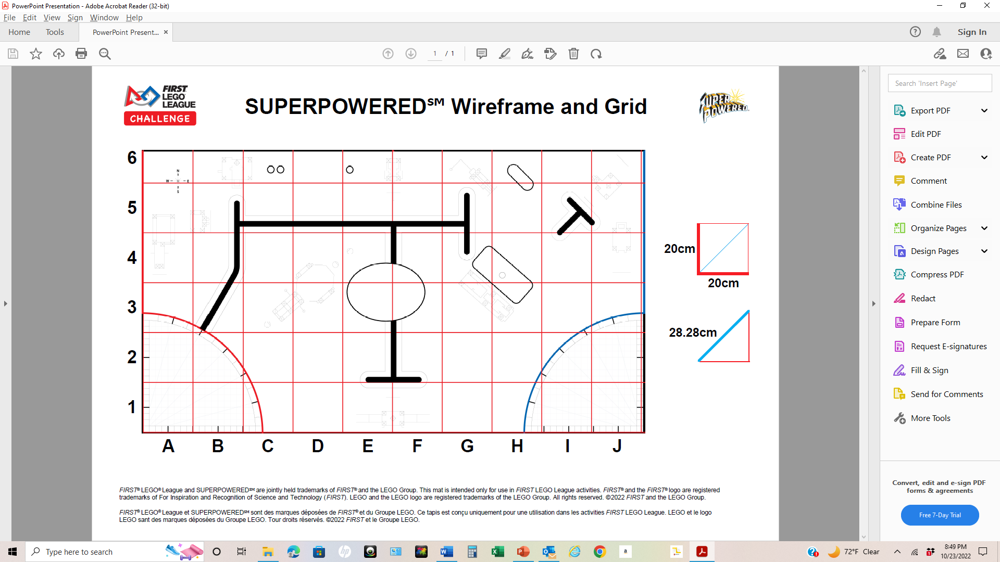 PowerPoint Presentation - Adobe Acrobat Reader (32-bit)
File Edit View Sign Window Help
Home Tools PowerPoint Present... × Sign In
1 / 1
FIRST
LEGO
LEAGUE
CHALLENGE
SUPERPOWERED℠ Wireframe and Grid
SUPER
POWERED
6
5
4
3
2
1
N
W E
S
A B C D E F G H I J
20cm
20cm
28.28cm
FIRST® LEGO® League and SUPERPOWERED℠ are jointly held trademarks of FIRST® and the LEGO Group. This mat is intended only for use in FIRST LEGO League activities. FIRST® and the FIRST® logo are registered
trademarks of For Inspiration and Recognition of Science and Technology (FIRST). LEGO and the LEGO logo are registered trademarks of the LEGO Group. All rights reserved. ©2022 FIRST and the LEGO Group.
FIRST® LEGO® League et SUPERPOWERED℠ sont des marques déposées de FIRST® et du Groupe LEGO. Ce tapis est conçu uniquement pour une utilisation dans les activités FIRST LEGO League. LEGO et le logo
LEGO sant des marques déposées du Groupe LEGO. Tour droits réservés. ©2022 FIRST et le Groupe LEGO.
Search 'Insert Page'
Export PDF
Edit PDF
Create PDF
Comment
Combine Files
Organize Pages
Design Pages
Compress PDF
Redact
Prepare Form
Request E-signatures
Fill & Sign
Send for Comments
More Tools
Convert, edit and e-sign PDF
forms & agreements
Free 7-Day Trial
Type here to search
72°F Clear
8:49 PM
10/23/2022